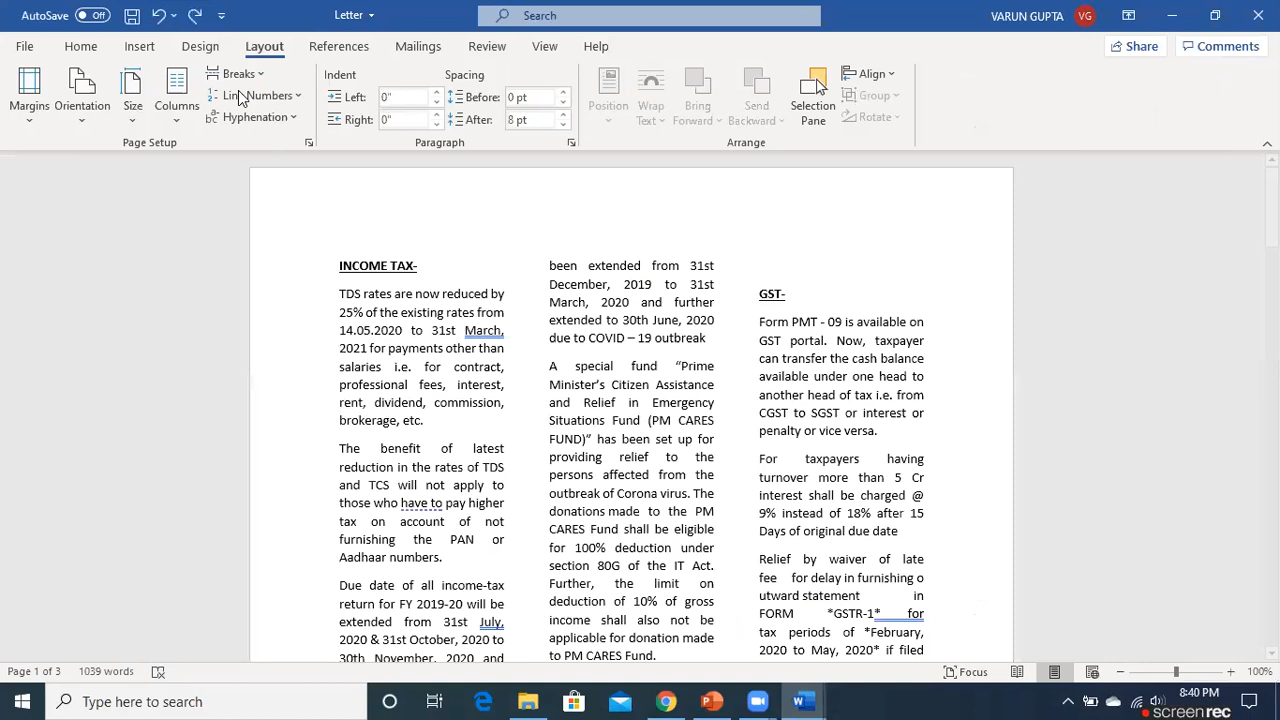 AutoSave Off
Letter
Search
VARUN GUPTA VG
File Home Insert Design Layout References Mailings Review View Help
Share Comments
Margins
Orientation
Size
Columns
Breaks
Line Numbers
Hyphenation
Page Setup
Indent
Left: 0"
Right: 0"
Spacing
Before: 0 pt
After: 8 pt
Paragraph
Position
Wrap
Text
Bring
Forward
Send
Backward
Selection
Pane
Align
Group
Rotate
Arrange
INCOME TAX-
TDS rates are now reduced by
25% of the existing rates from
14.05.2020 to 31st March,
2021 for payments other than
salaries i.e. for contract,
professional fees, interest,
rent, dividend, commission,
brokerage, etc.
The benefit of latest
reduction in the rates of TDS
and TCS will not apply to
those who have to pay higher
tax on account of not
furnishing the PAN or
Aadhaar numbers.
Due date of all income-tax
return for FY 2019-20 will be
extended from 31st July,
2020 & 31st October, 2020 to
30th November, 2020 and
been extended from 31st
December, 2019 to 31st
March, 2020 and further
extended to 30th June, 2020
due to COVID – 19 outbreak
A special fund “Prime
Minister’s Citizen Assistance
and Relief in Emergency
Situations Fund (PM CARES
FUND)” has been set up for
providing relief to the
persons affected from the
outbreak of Corona virus. The
donations made to the PM
CARES Fund shall be eligible
for 100% deduction under
section 80G of the IT Act.
Further, the limit on
deduction of 10% of gross
income shall also not be
applicable for donation made
to PM CARES Fund.
GST-
Form PMT - 09 is available on
GST portal. Now, taxpayer
can transfer the cash balance
available under one head to
another head of tax i.e. from
CGST to SGST or interest or
penalty or vice versa.
For taxpayers having
turnover more than 5 Cr
interest shall be charged @
9% instead of 18% after 15
Days of original due date
Relief by waiver of late
fee for delay in furnishing o
utward statement in
FORM *GSTR-1* for
tax periods of *February,
2020 to May, 2020* if filed
Page 1 of 3 1039 words
Focus
100%
Type here to search
8:40 PM
screenrec